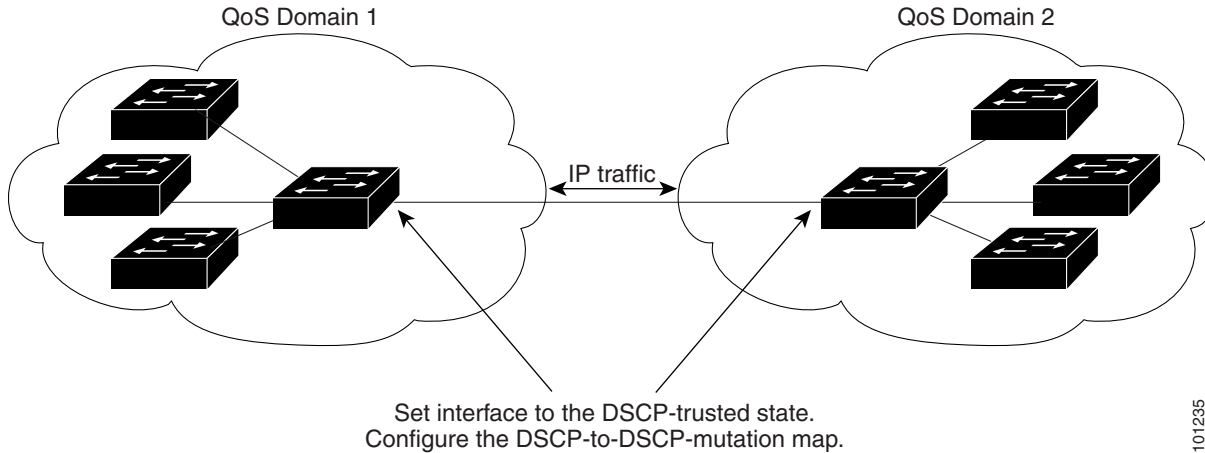 QoS Domain 1
QoS Domain 2
IP traffic
Set interface to the DSCP-trusted state.
Configure the DSCP-to-DSCP-mutation map.
101235